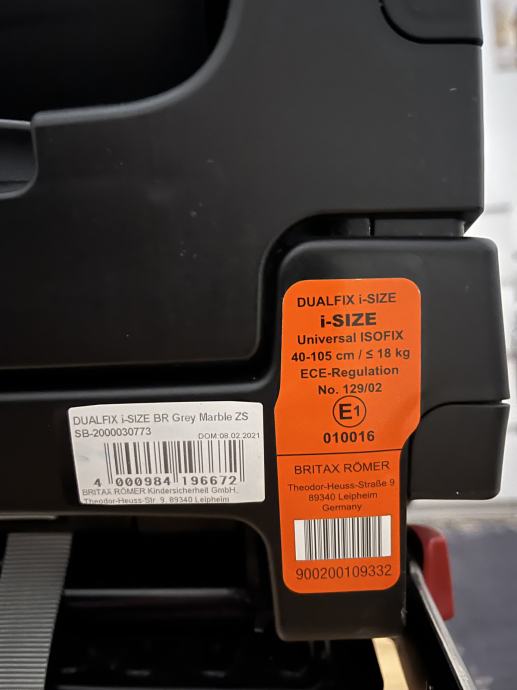 DUALFIX i-SIZE
i-SIZE
Universal ISOFIX
40-105 cm / ≤ 18 kg
ECE-Regulation
No. 129/02
E1
010016
BRITAX RÖMER
Theodor-Heuss-Straße 9
89340 Leipheim
Germany
900200109332
DUALFIX i-SIZE BR Grey Marble ZS
SB-2000030773
DOM:08.02.2021
4 000984 196672
BRITAX RÖMER Kindersicherheit GmbH,
Theodor-Heuss-Str 9, 89340 Leipheim